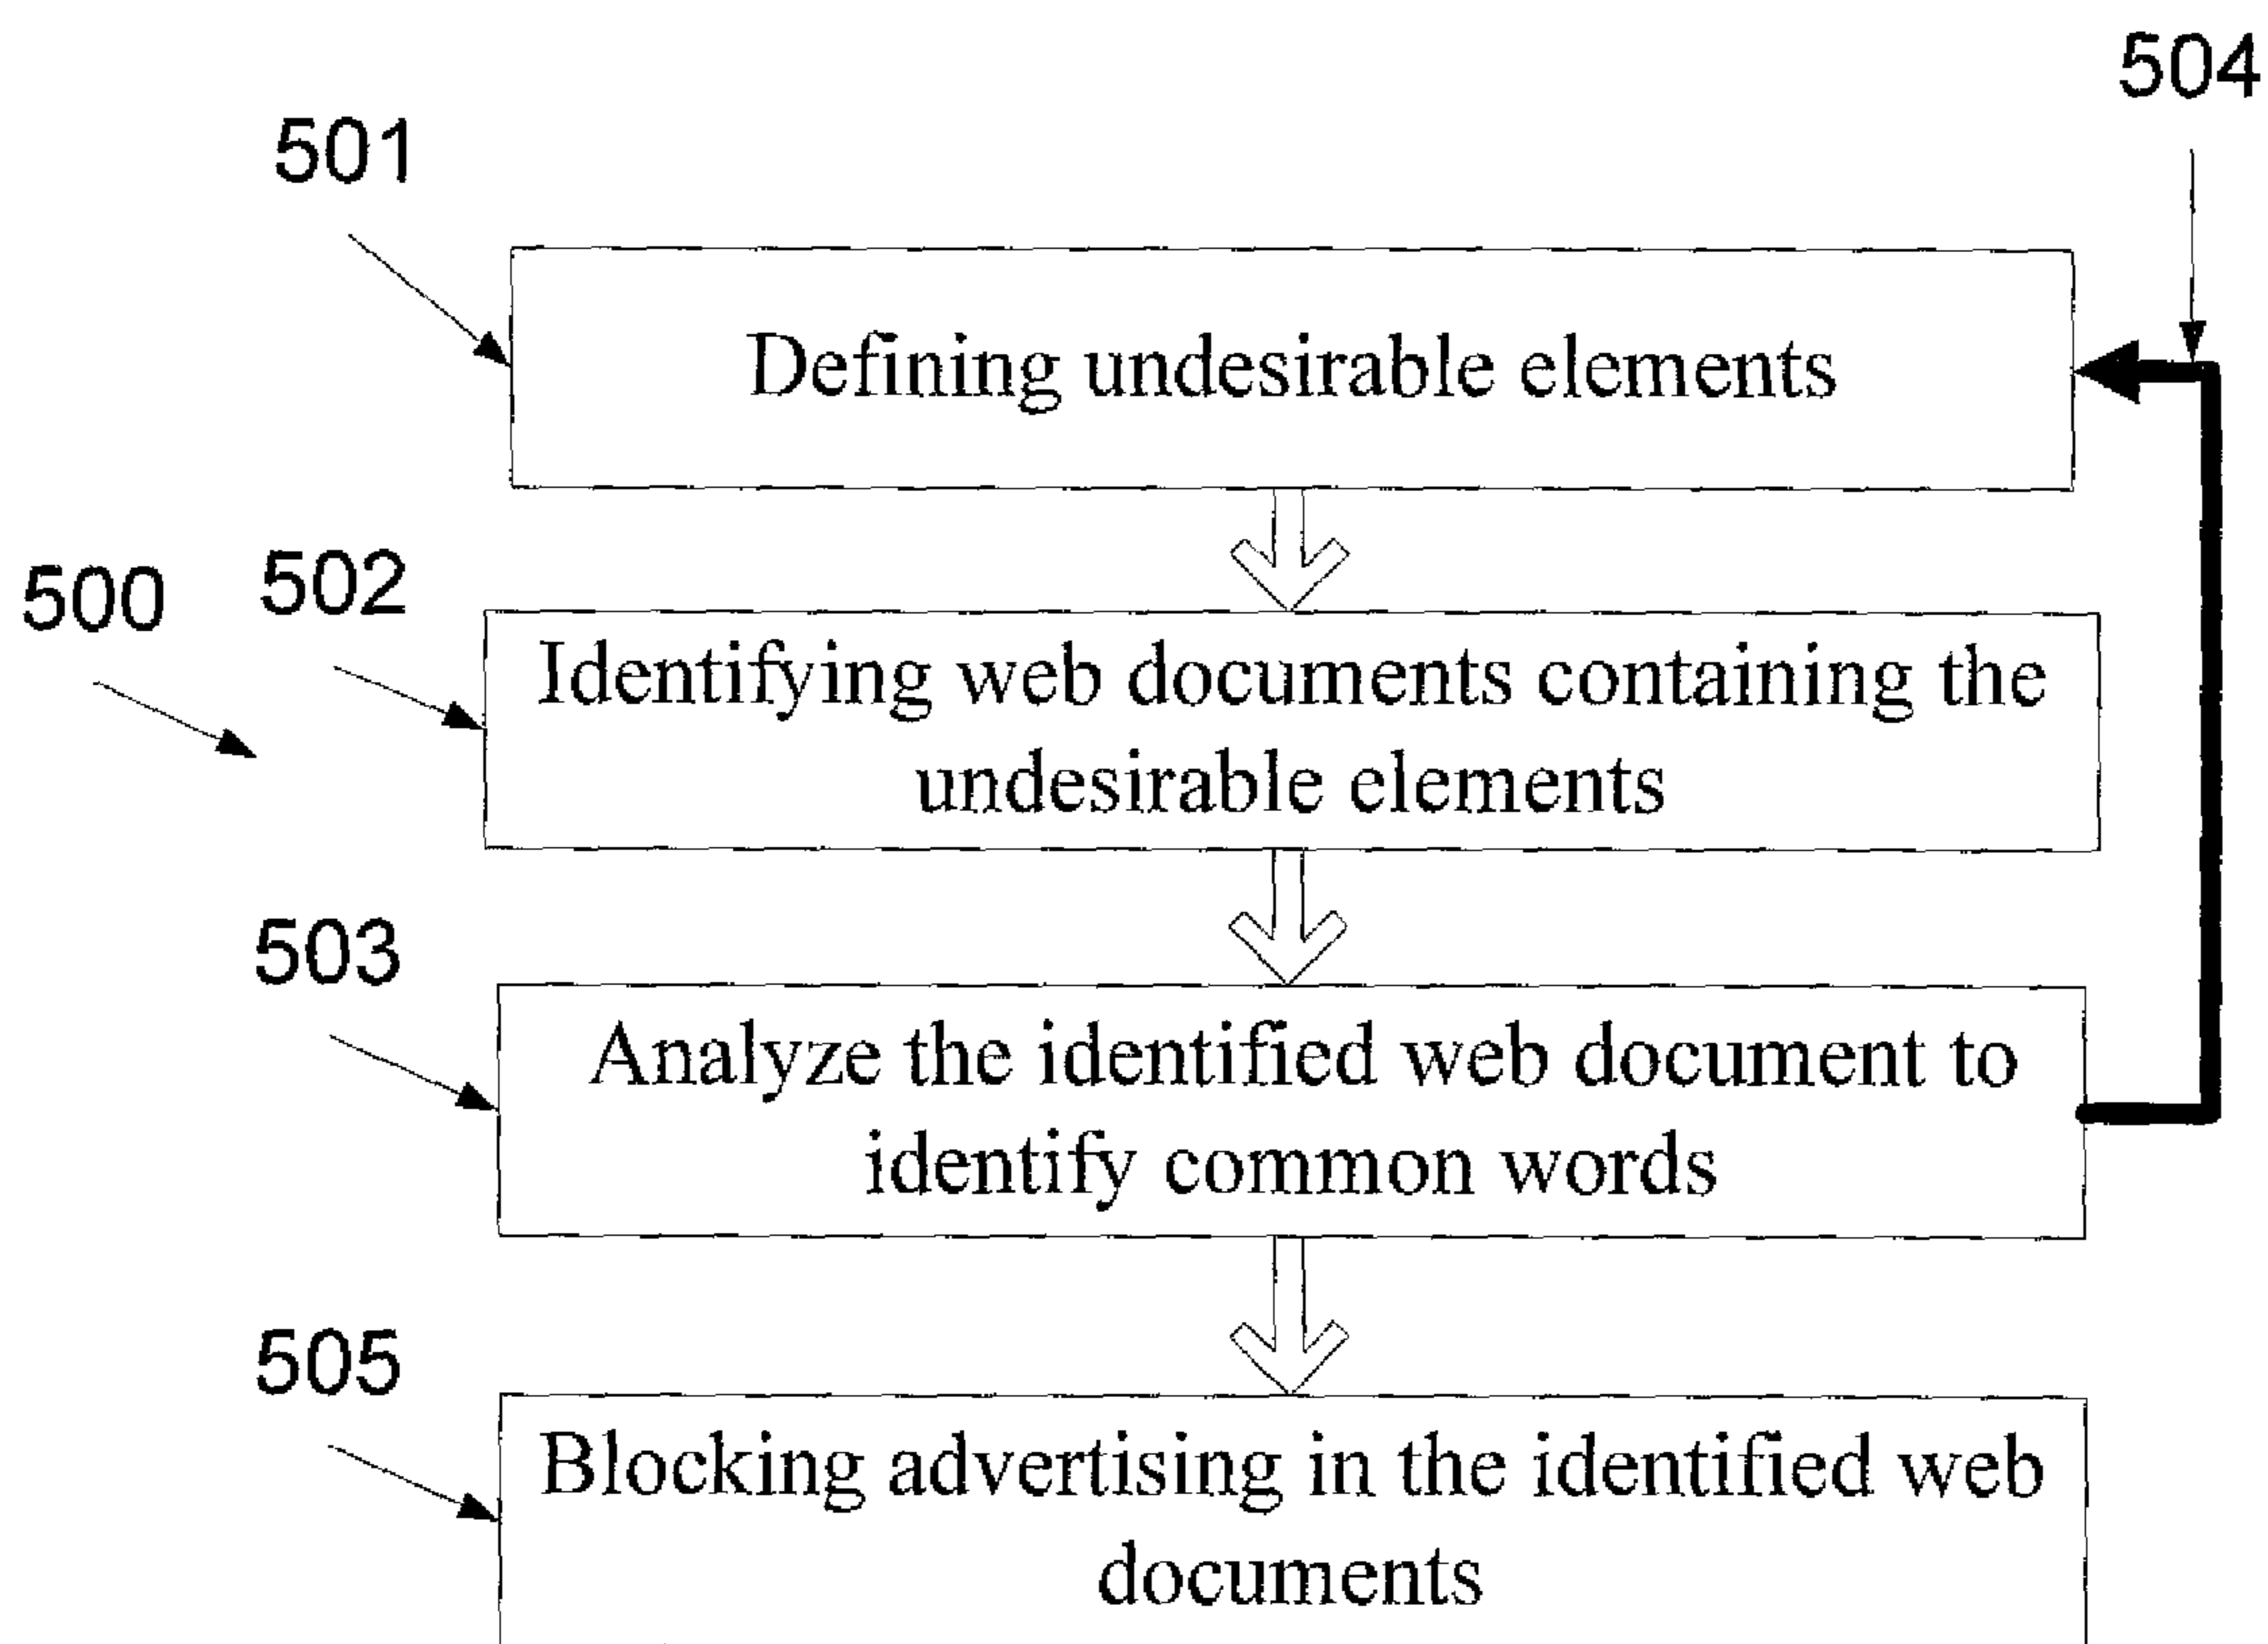 504
501
Defining undesirable elements
500
502
Identifying web documents containing the
undesirable elements
503
Analyze the identified web document to
identify common words
505
Blocking advertising in the identified web
documents